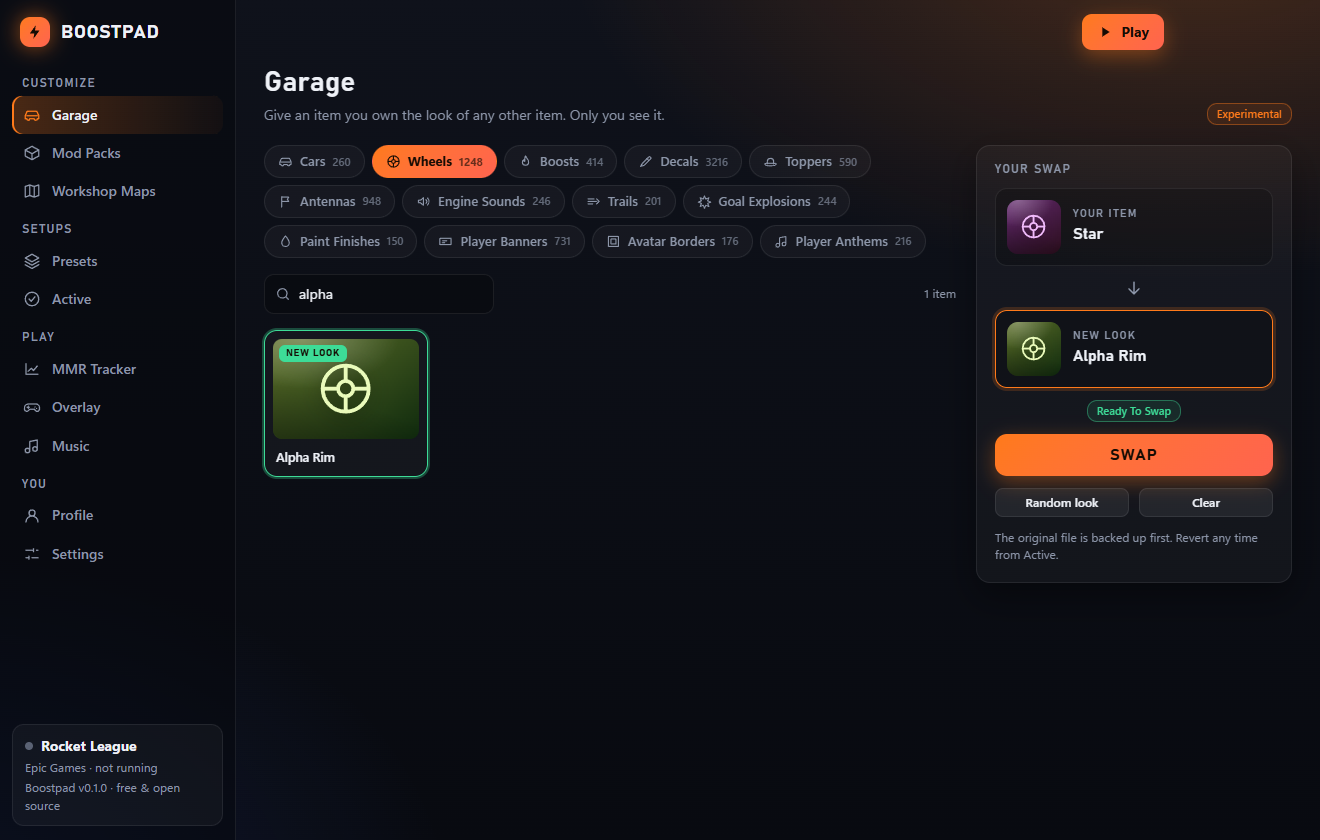 BOOSTPAD
Play
CUSTOMIZE
Garage
Mod Packs
Workshop Maps
SETUPS
Presets
Active
PLAY
MMR Tracker
Overlay
Music
YOU
Profile
Settings
Rocket League
Epic Games · not running
Boostpad v0.1.0 · free & open
source
Garage
Give an item you own the look of any other item. Only you see it.
Experimental
Cars 260
Wheels 1248
Boosts 414
Decals 3216
Toppers 590
Antennas 948
Engine Sounds 246
Trails 201
Goal Explosions 244
Paint Finishes 150
Player Banners 731
Avatar Borders 176
Player Anthems 216
alpha
1 item
NEW LOOK
Alpha Rim
YOUR SWAP
YOUR ITEM
Star
NEW LOOK
Alpha Rim
Ready To Swap
SWAP
Random look
Clear
The original file is backed up first. Revert any time
from Active.